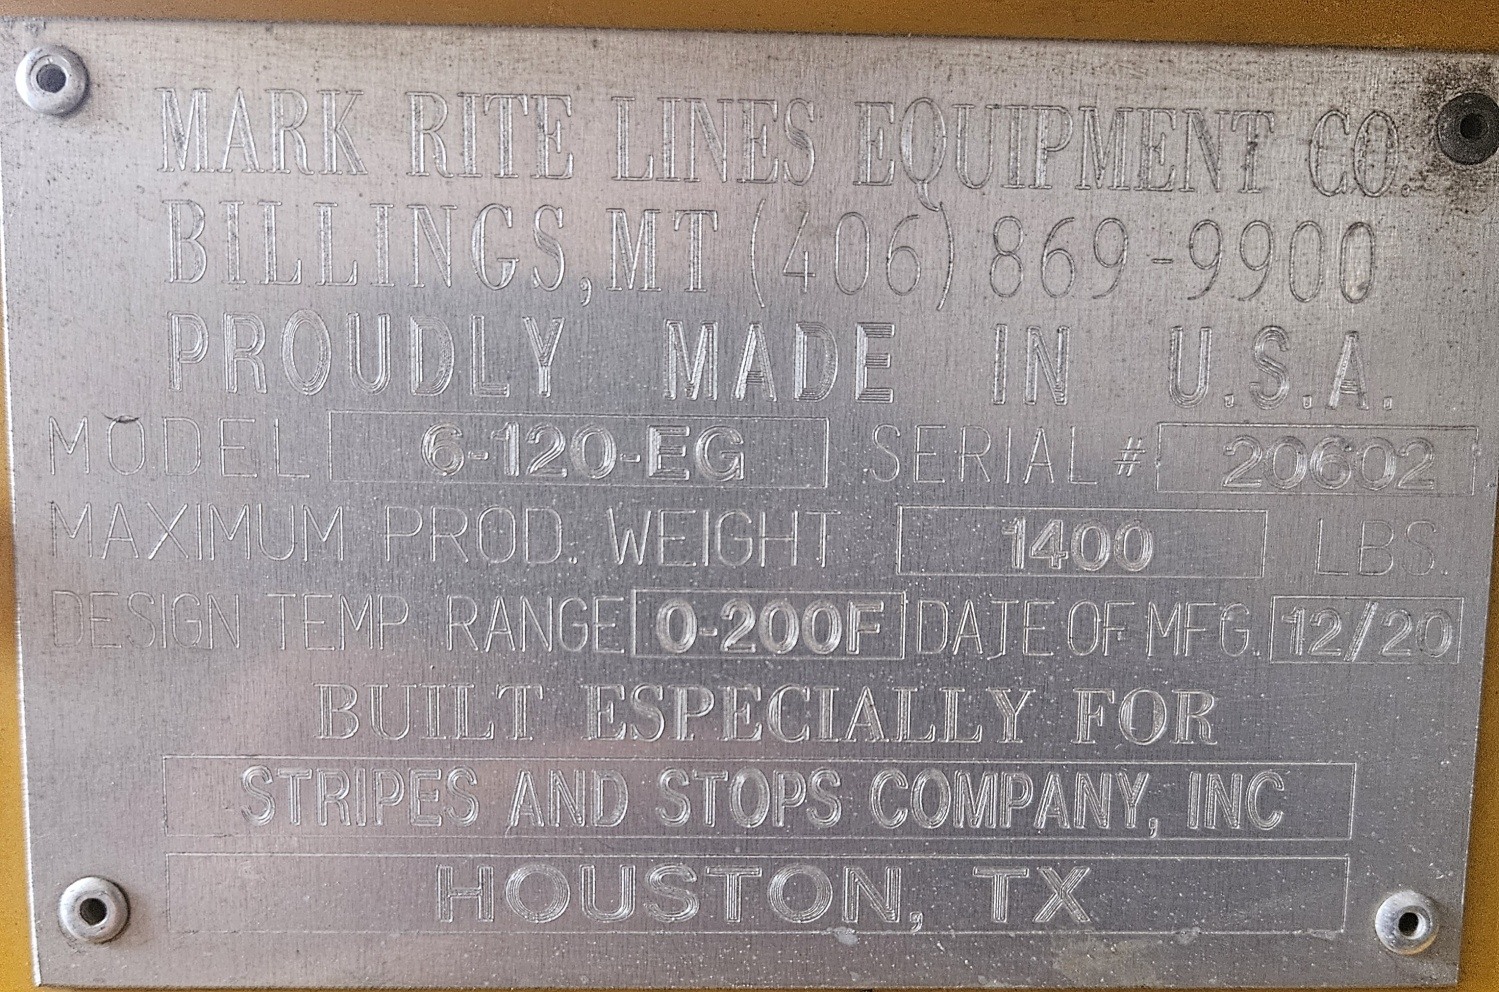 MARK RITE LINES EQUIPMENT CO.
BILLINGS, MT (406) 869-9900
PROUDLY MADE IN U.S.A.
MODEL 6-120-EG SERIAL # 20602
MAXIMUM PROD. WEIGHT 1400 LBS.
DESIGN TEMP RANGE 0-200F DATE OF MFG. 12/20
BUILT ESPECIALLY FOR
STRIPES AND STOPS COMPANY, INC
HOUSTON, TX